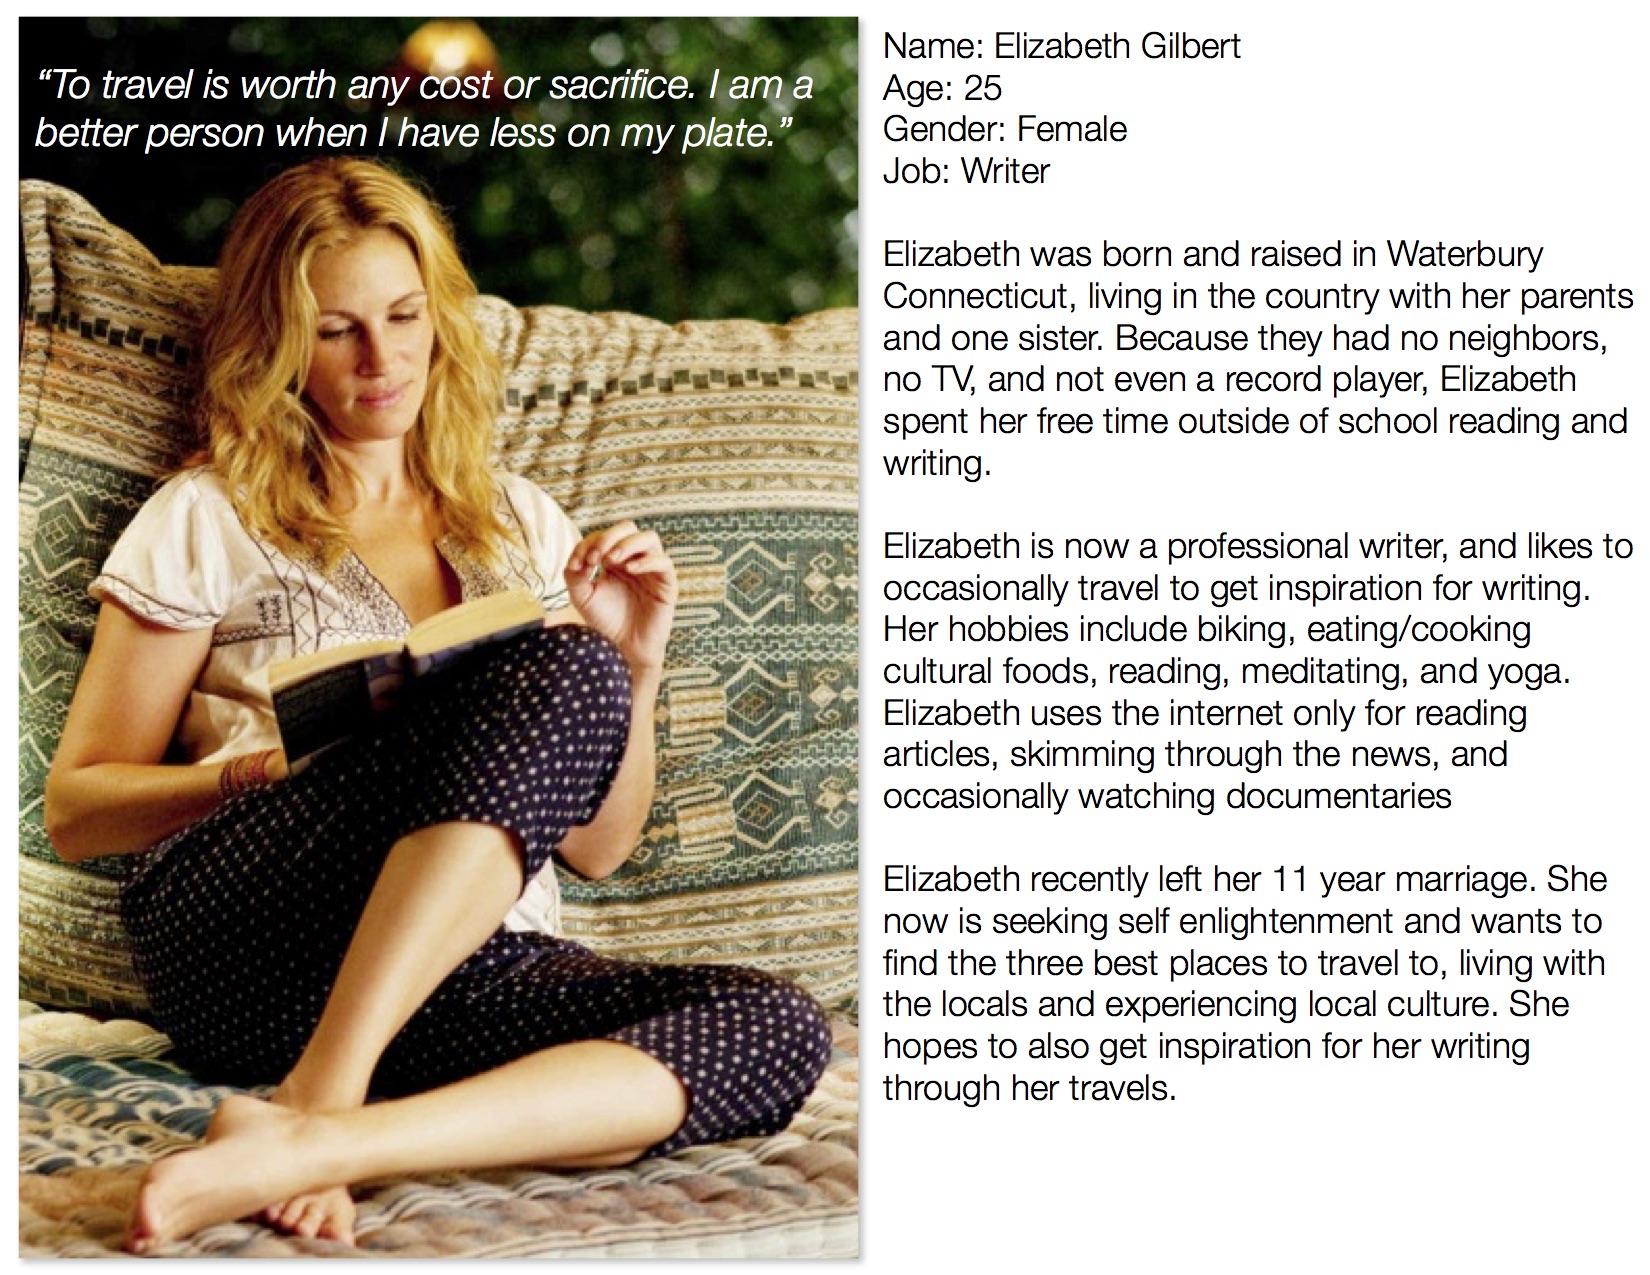 “To travel is worth any cost or sacrifice. I am a
better person when I have less on my plate.”
Name: Elizabeth Gilbert
Age: 25
Gender: Female
Job: Writer
Elizabeth was born and raised in Waterbury
Connecticut, living in the country with her parents
and one sister. Because they had no neighbors,
no TV, and not even a record player, Elizabeth
spent her free time outside of school reading and
writing.
Elizabeth is now a professional writer, and likes to
occasionally travel to get inspiration for writing.
Her hobbies include biking, eating/cooking
cultural foods, reading, meditating, and yoga.
Elizabeth uses the internet only for reading
articles, skimming through the news, and
occasionally watching documentaries
Elizabeth recently left her 11 year marriage. She
now is seeking self enlightenment and wants to
find the three best places to travel to, living with
the locals and experiencing local culture. She
hopes to also get inspiration for her writing
through her travels.